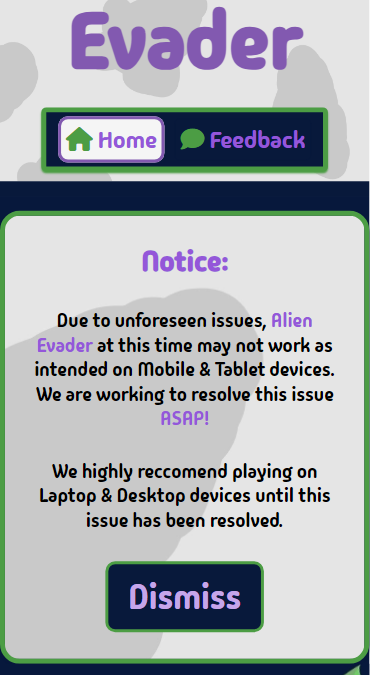 Evader
Home Feedback
Notice:
Due to unforeseen issues, Alien
Evader at this time may not work as
intended on Mobile & Tablet devices.
We are working to resolve this issue
ASAP!
We highly reccomend playing on
Laptop & Desktop devices until this
issue has been resolved.
Dismiss